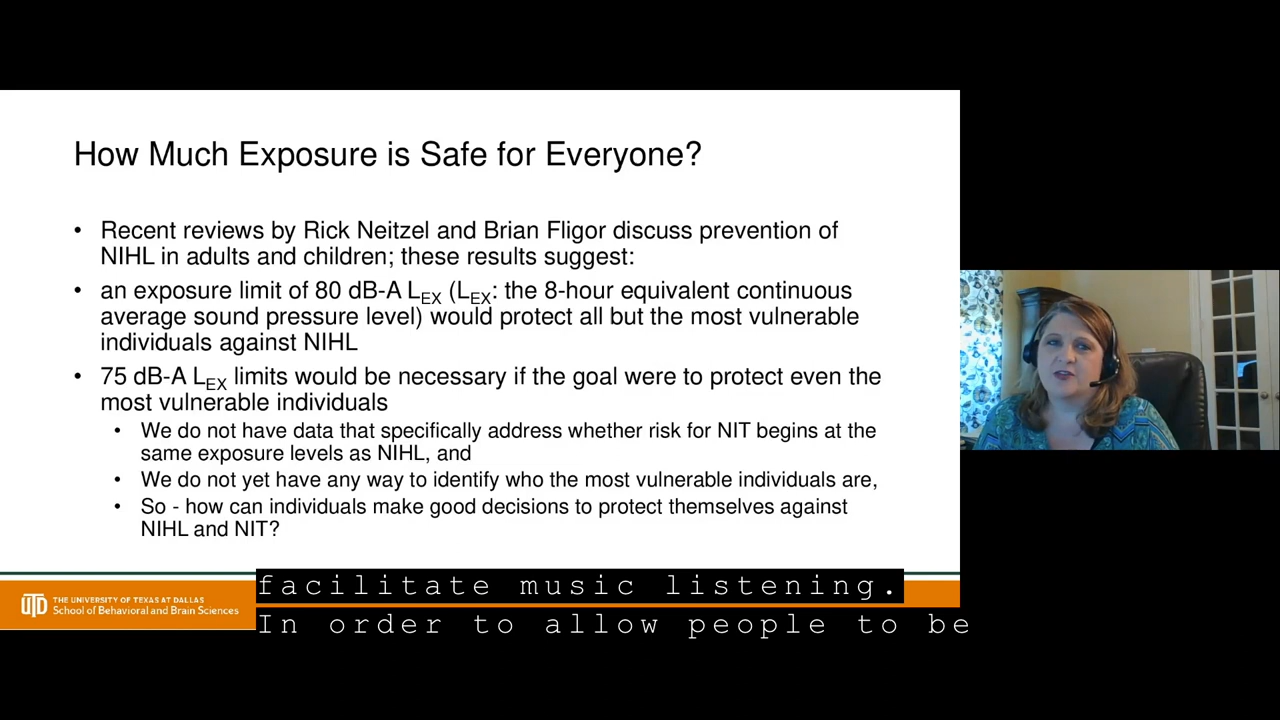 How Much Exposure is Safe for Everyone?
• Recent reviews by Rick Neitzel and Brian Fligor discuss prevention of
NIHL in adults and children; these results suggest:
• an exposure limit of 80 dB-A LEX (LEX: the 8-hour equivalent continuous
average sound pressure level) would protect all but the most vulnerable
individuals against NIHL
• 75 dB-A LEX limits would be necessary if the goal were to protect even the
most vulnerable individuals
• We do not have data that specifically address whether risk for NIT begins at the
same exposure levels as NIHL, and
• We do not yet have any way to identify who the most vulnerable individuals are,
• So - how can individuals make good decisions to protect themselves against
NIHL and NIT?
UTD
THE UNIVERSITY OF TEXAS AT DALLAS
School of Behavioral and Brain Sciences
facilitate music listening.
In order to allow people to be